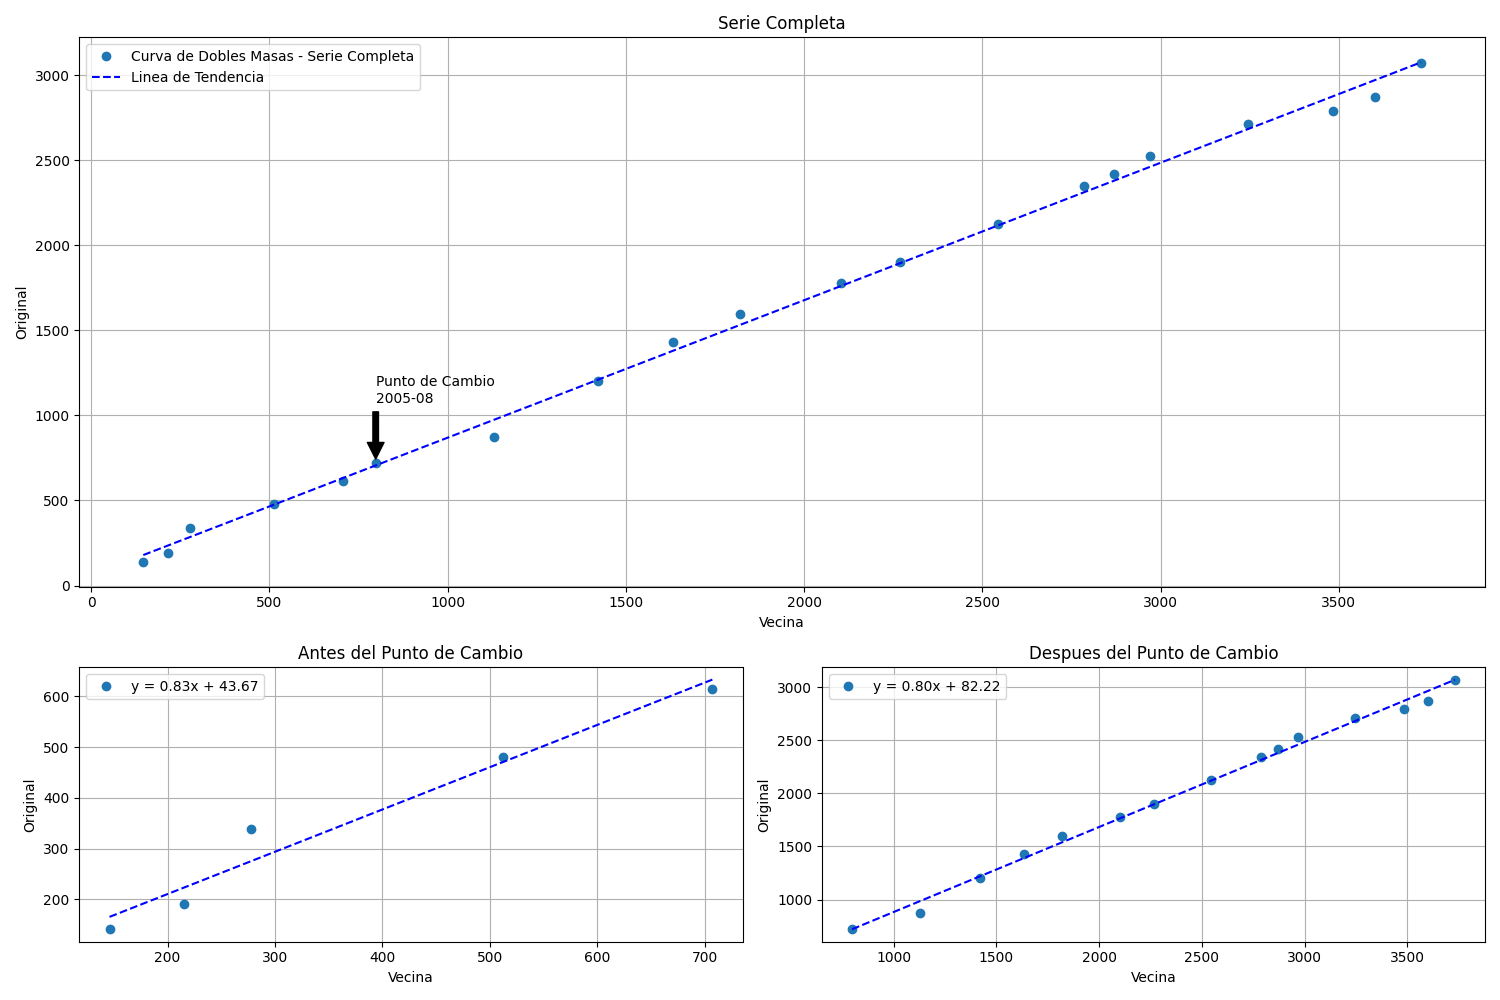 Serie Completa
Curva de Dobles Masas - Serie Completa
Linea de Tendencia
3000
2500
2000
1500
1000
500
0
Original
Punto de Cambio
2005-08
0 500 1000 1500 2000 2500 3000 3500
Vecina
Antes del Punto de Cambio
y = 0.83x + 43.67
600
500
400
300
200
Original
200 300 400 500 600 700
Vecina
Despues del Punto de Cambio
y = 0.80x + 82.22
3000
2500
2000
1500
1000
Original
1000 1500 2000 2500 3000 3500
Vecina